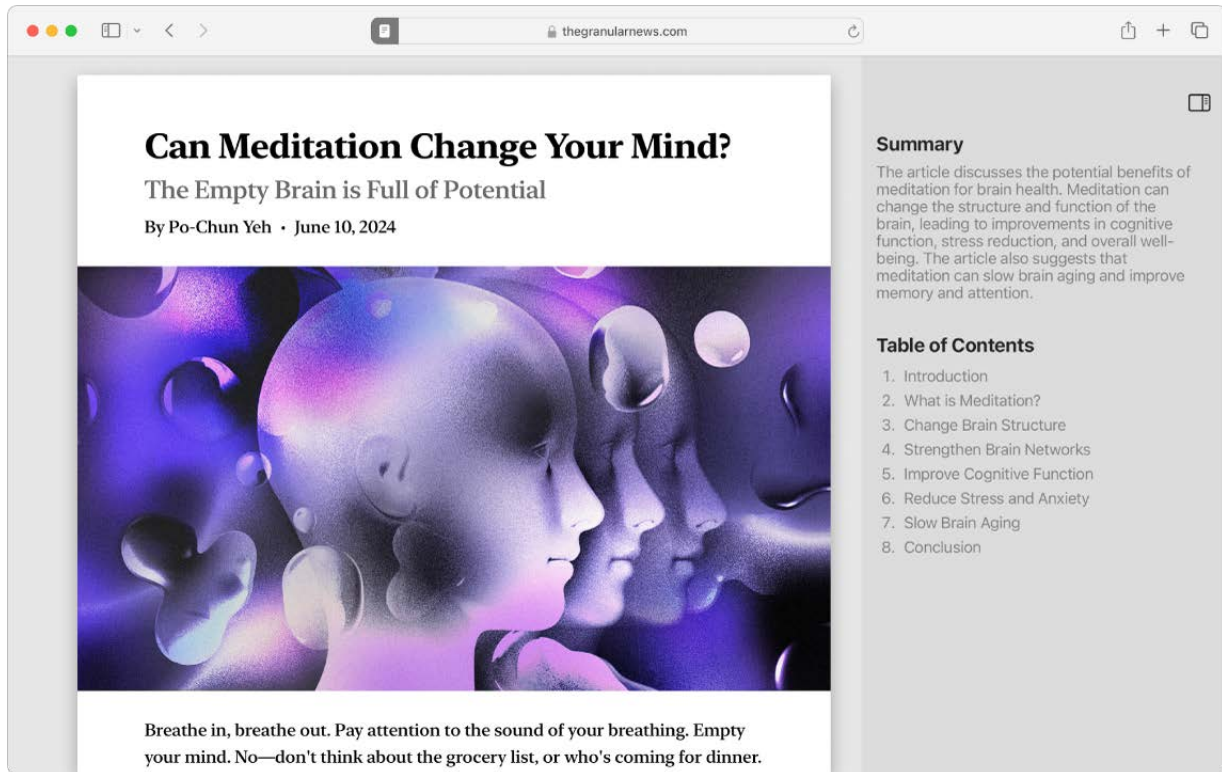 thegranularnews.com
Can Meditation Change Your Mind?
The Empty Brain is Full of Potential
By Po-Chun Yeh • June 10, 2024
Breathe in, breathe out. Pay attention to the sound of your breathing. Empty
your mind. No—don't think about the grocery list, or who's coming for dinner.
Summary
The article discusses the potential benefits of
meditation for brain health. Meditation can
change the structure and function of the
brain, leading to improvements in cognitive
function, stress reduction, and overall well-
being. The article also suggests that
meditation can slow brain aging and improve
memory and attention.
Table of Contents
1. Introduction
2. What is Meditation?
3. Change Brain Structure
4. Strengthen Brain Networks
5. Improve Cognitive Function
6. Reduce Stress and Anxiety
7. Slow Brain Aging
8. Conclusion